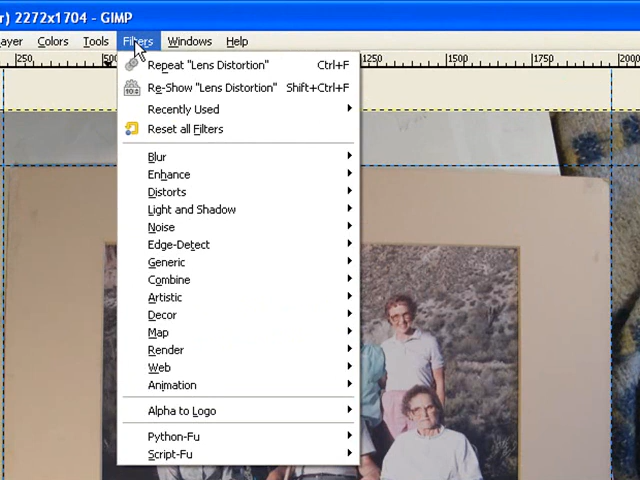 r) 2272x1704 - GIMP
ayer Colors Tools Filters Windows Help
250 500 1250 1500 1750 2000
Repeat "Lens Distortion" Ctrl+F
Re-Show "Lens Distortion" Shift+Ctrl+F
Recently Used
Reset all Filters
Blur
Enhance
Distorts
Light and Shadow
Noise
Edge-Detect
Generic
Combine
Artistic
Decor
Map
Render
Web
Animation
Alpha to Logo
Python-Fu
Script-Fu